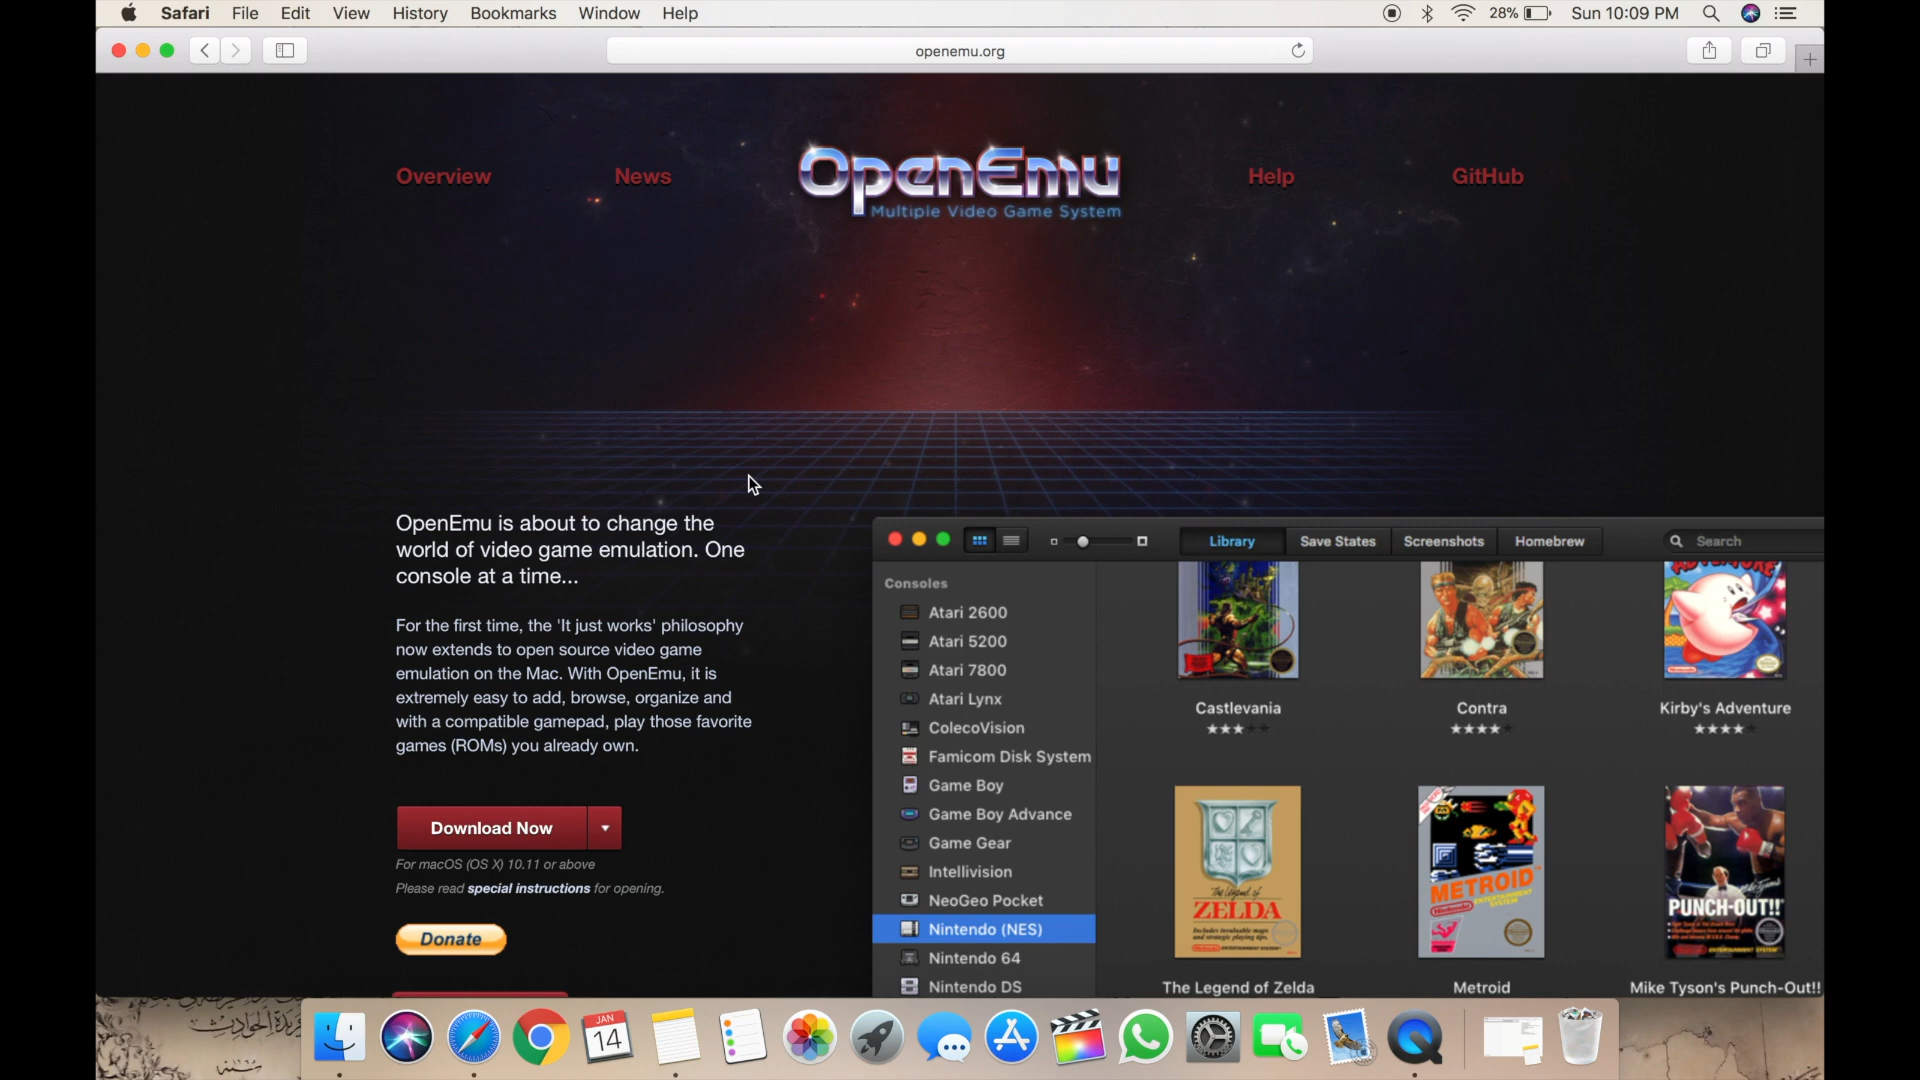 Safari File Edit View History Bookmarks Window Help 28% Sun 10:09 PM
openemu.org
Overview News OpenEmu Help GitHub
Multiple Video Game System
OpenEmu is about to change the
world of video game emulation. One
console at a time...
For the first time, the 'It just works' philosophy
now extends to open source video game
emulation on the Mac. With OpenEmu, it is
extremely easy to add, browse, organize and
with a compatible gamepad, play those favorite
games (ROMs) you already own.
Download Now
For macOS (OS X) 10.11 or above
Please read special instructions for opening.
Donate
Library Save States Screenshots Homebrew Search
Consoles
Atari 2600
Atari 5200
Atari 7800
Atari Lynx
ColecoVision
Famicom Disk System
Game Boy
Game Boy Advance
Game Gear
Intellivision
NeoGeo Pocket
Nintendo (NES)
Nintendo 64
Nintendo DS
ADVENTURE
Castlevania Contra Kirby's Adventure
The Legend of
ZELDA
METROID
PUNCH-OUT!!
The Legend of Zelda Metroid Mike Tyson's Punch-Out!!
JAN
14